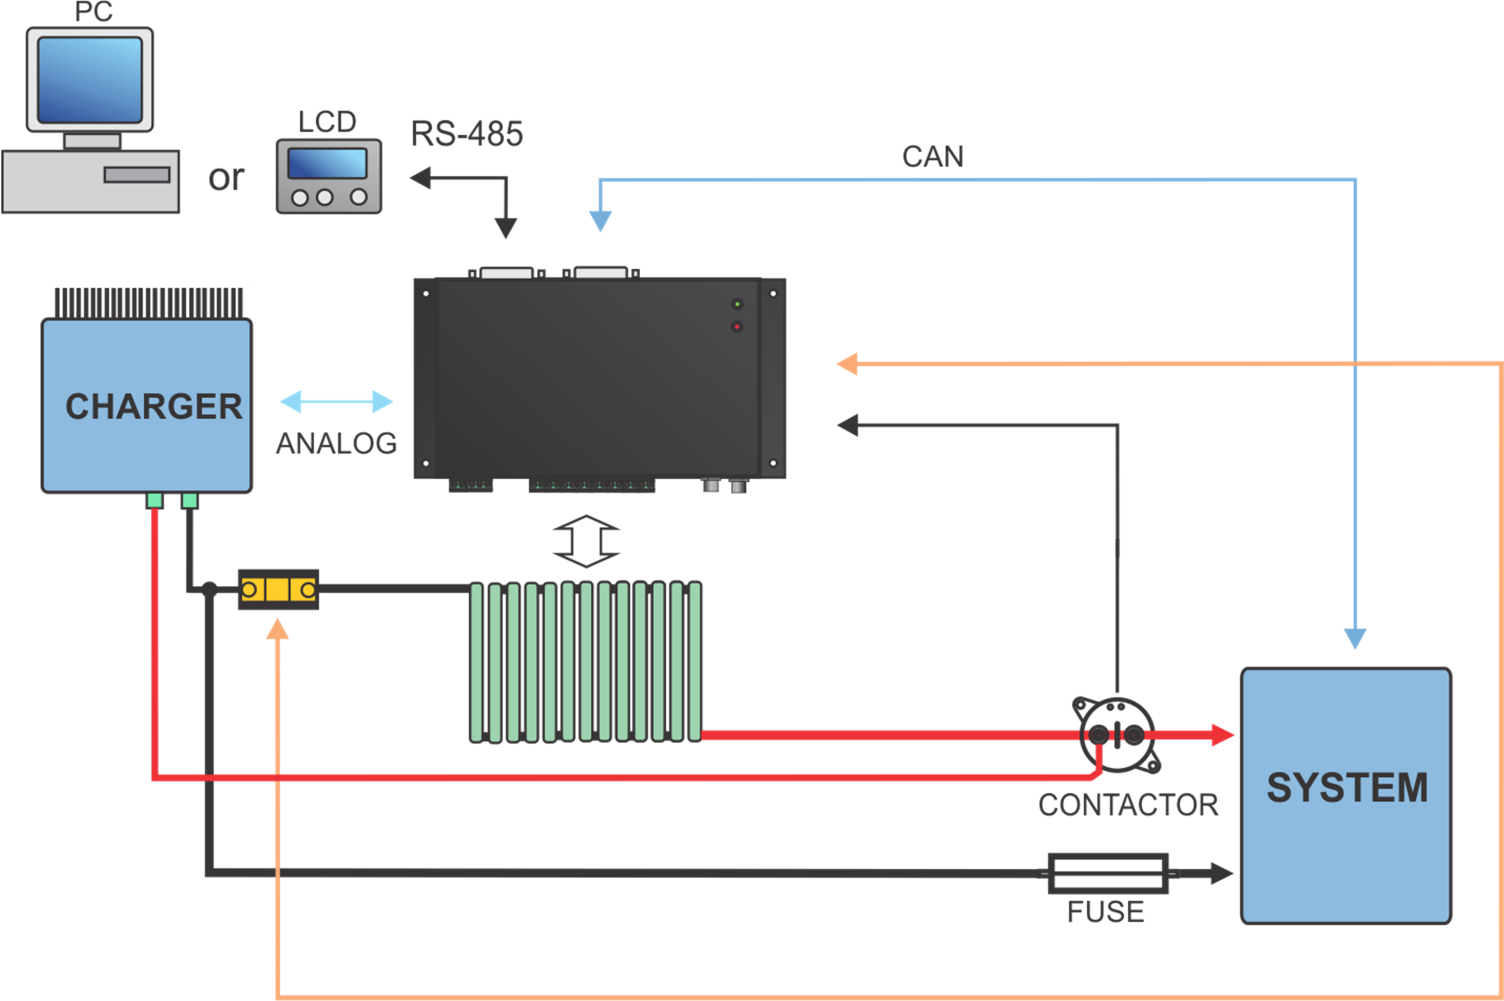 PC
LCD
RS-485
or
CAN
CHARGER
ANALOG
CONTACTOR
SYSTEM
FUSE